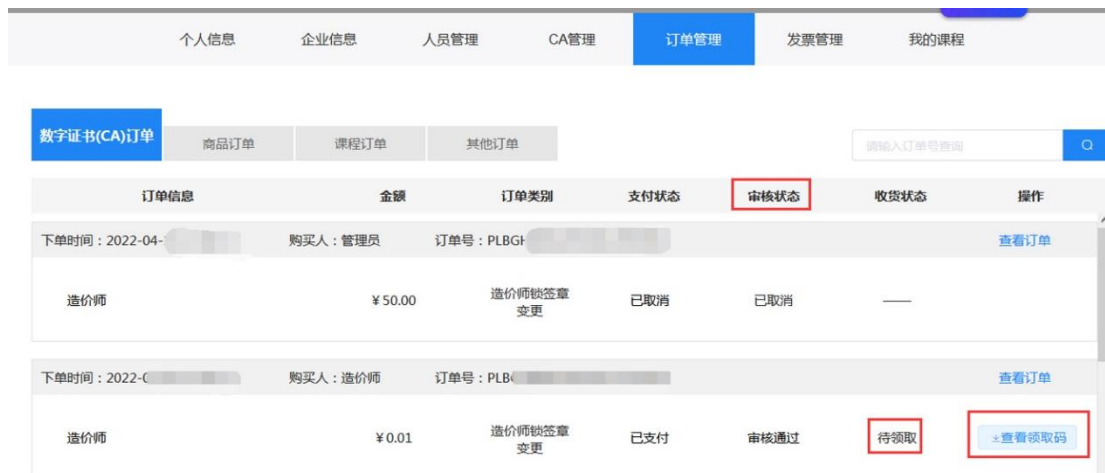 个人信息 企业信息 人员管理 CA管理 订单管理 发票管理 我的课程
数字证书(CA)订单 商品订单 课程订单 其他订单 请输入订单号查询
订单信息 金额 订单类别 支付状态 审核状态 收货状态 操作
下单时间：2022-04- 购买人：管理员 订单号：PLBGH 查看订单
造价师 ¥50.00 造价师锁签章 已取消 已取消 ——
变更
下单时间：2022-0 购买人：造价师 订单号：PLB 查看订单
造价师 ¥0.01 造价师锁签章 已支付 审核通过 待领取 查看领取码
变更